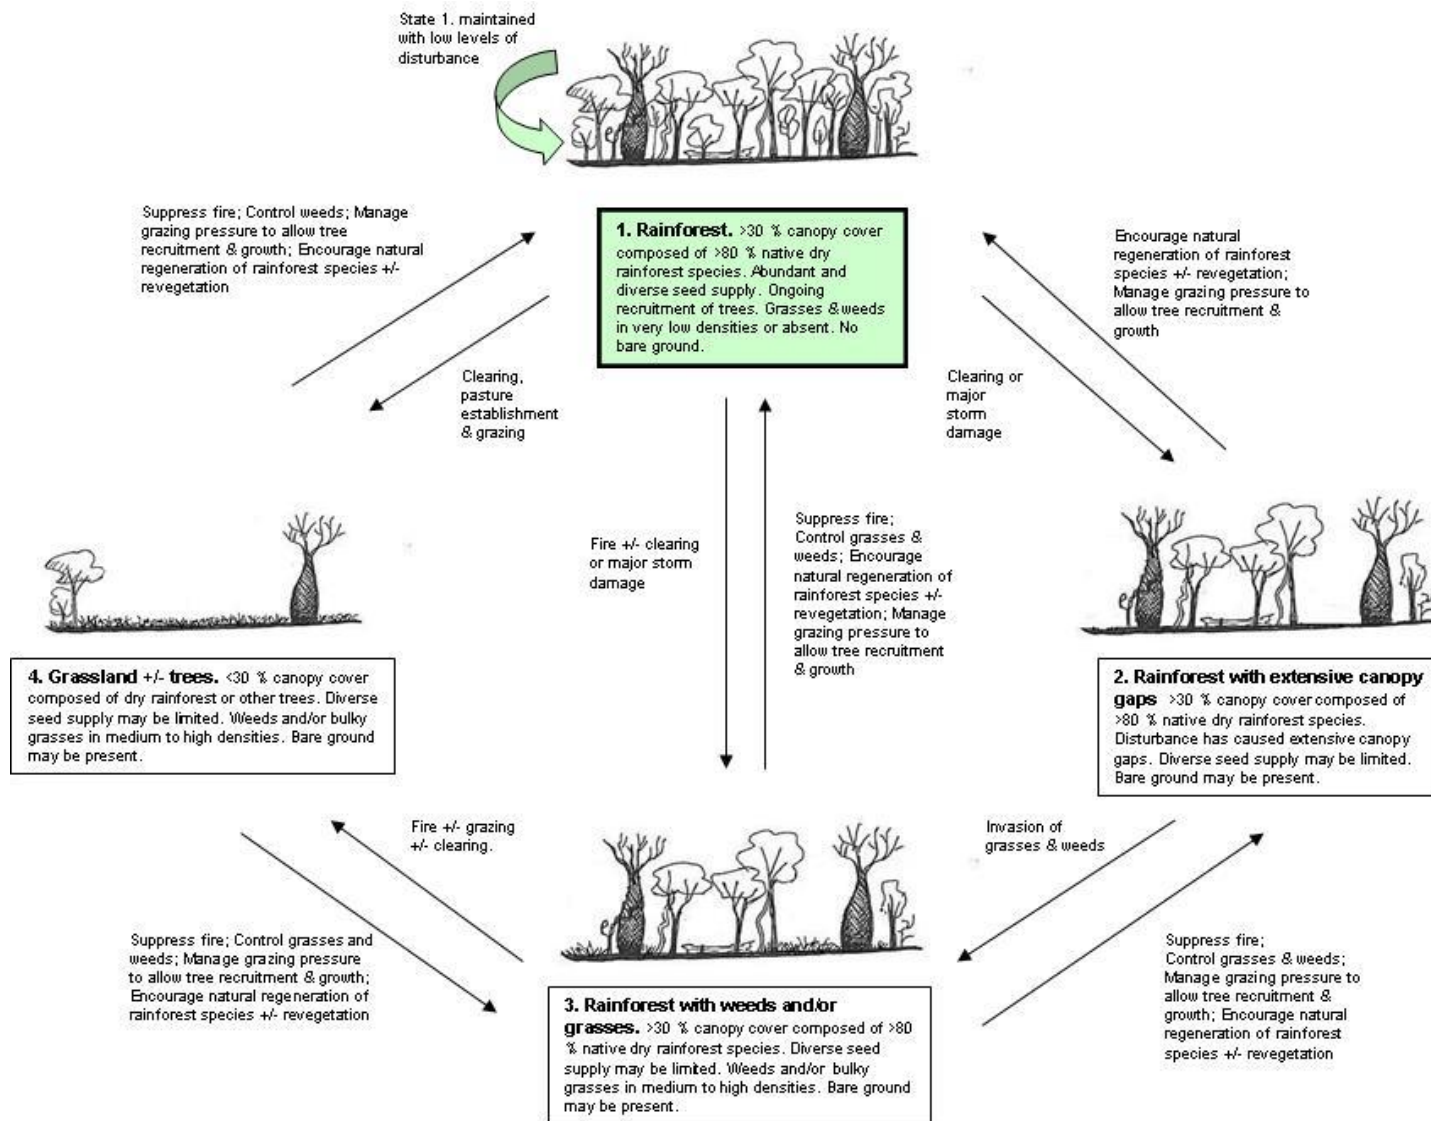 State 1. maintained
with low levels of
disturbance
Suppress fire; Control weeds; Manage
grazing pressure to allow tree
recruitment & growth; Encourage natural
regeneration of rainforest species +/-
revegetation
1. Rainforest. >30 % canopy cover
composed of >80 % native dry
rainforest species. Abundant and
diverse seed supply. Ongoing
recruitment of trees. Grasses & weeds
in very low densities or absent. No
bare ground.
Encourage natural
regeneration of rainforest
species +/- revegetation;
Manage grazing pressure to
allow tree recruitment &
growth
Clearing,
pasture
establishment
& grazing
Clearing or
major
storm
damage
Fire +/- clearing
or major storm
damage
Suppress fire;
Control grasses &
weeds; Encourage
natural regeneration of
rainforest species +/-
revegetation; Manage
grazing pressure to
allow tree recruitment
& growth
4. Grassland +/- trees. <30 % canopy cover
composed of dry rainforest or other trees. Diverse
seed supply may be limited. Weeds and/or bulky
grasses in medium to high densities. Bare ground
may be present.
2. Rainforest with extensive canopy
gaps >30 % canopy cover composed of
>80 % native dry rainforest species.
Disturbance has caused extensive canopy
gaps. Diverse seed supply may be limited.
Bare ground may be present.
Fire +/- grazing
+/- clearing.
Invasion of
grasses & weeds
Suppress fire; Control grasses and
weeds; Manage grazing pressure
to allow tree recruitment & growth;
Encourage natural regeneration of
rainforest species +/- revegetation
Suppress fire;
Control grasses & weeds;
Manage grazing pressure to
allow tree recruitment &
growth; Encourage natural
regeneration of rainforest
species +/- revegetation
3. Rainforest with weeds and/or
grasses. >30 % canopy cover composed of >80
% native dry rainforest species. Diverse seed
supply may be limited. Weeds and/or bulky
grasses in medium to high densities. Bare ground
may be present.